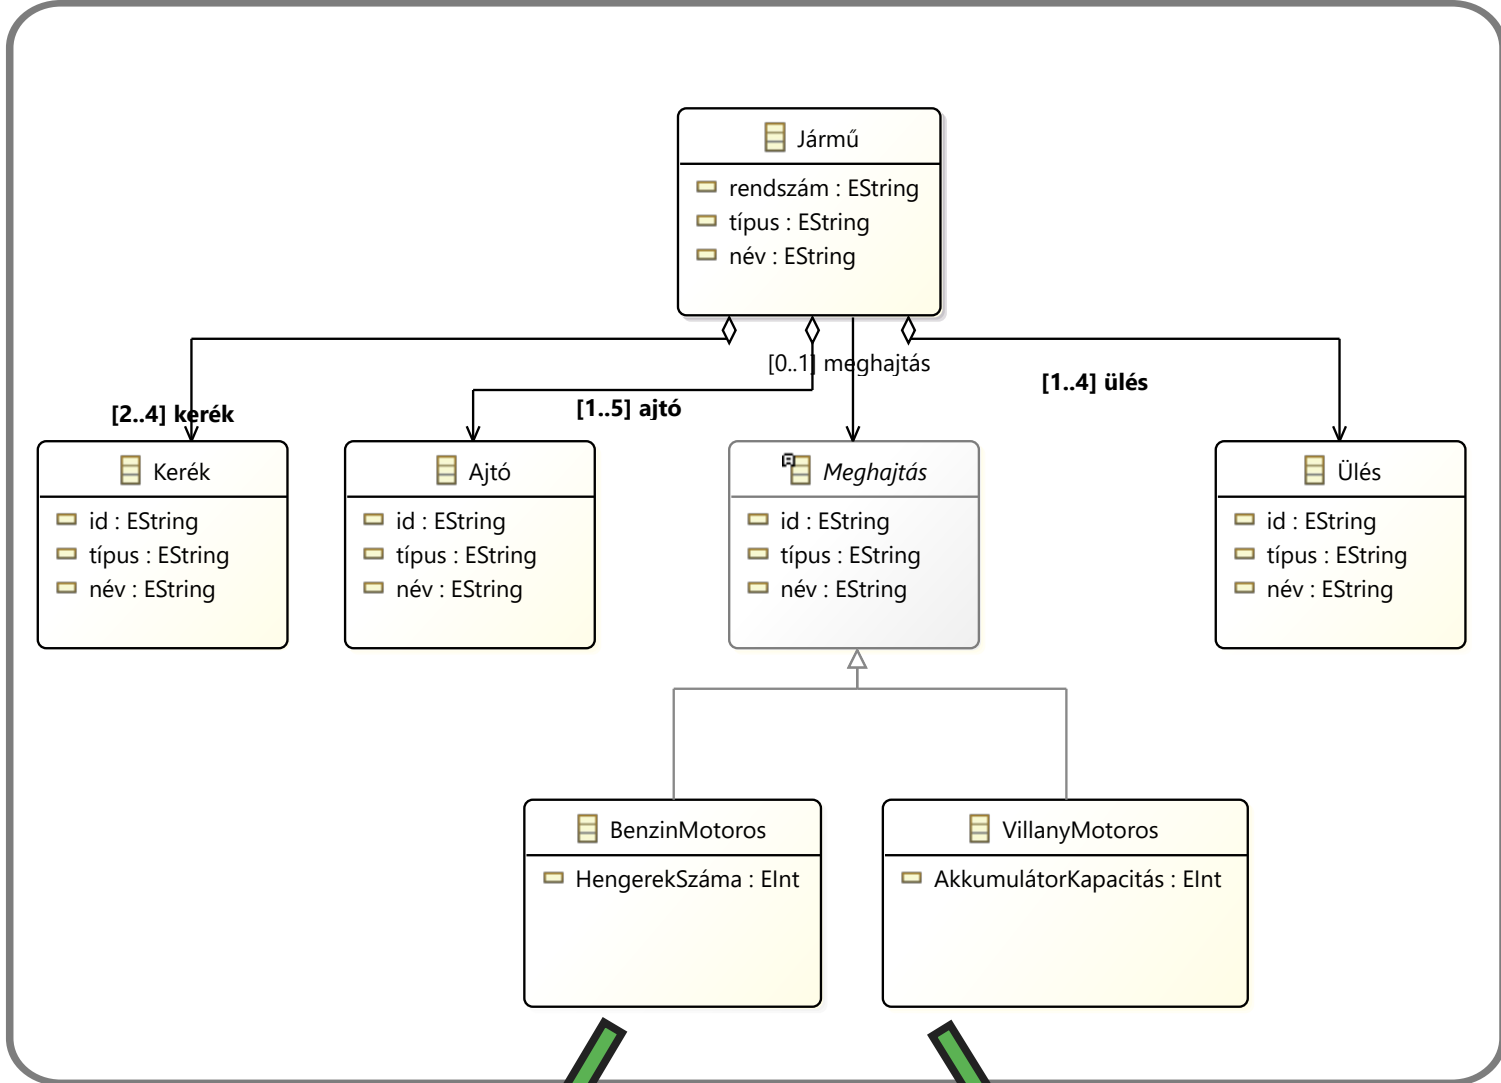 Jármű
rendszám : EString
típus : EString
név : EString
[0..1] meghajtás
[1..4] ülés
[2..4] kerék
[1..5] ajtó
Kerék
id : EString
típus : EString
név : EString
Ajtó
id : EString
típus : EString
név : EString
Meghajtás
id : EString
típus : EString
név : EString
Ülés
id : EString
típus : EString
név : EString
BenzinMotoros
HengerekSzáma : EInt
VillanyMotoros
AkkumulátorKapacitás : EInt